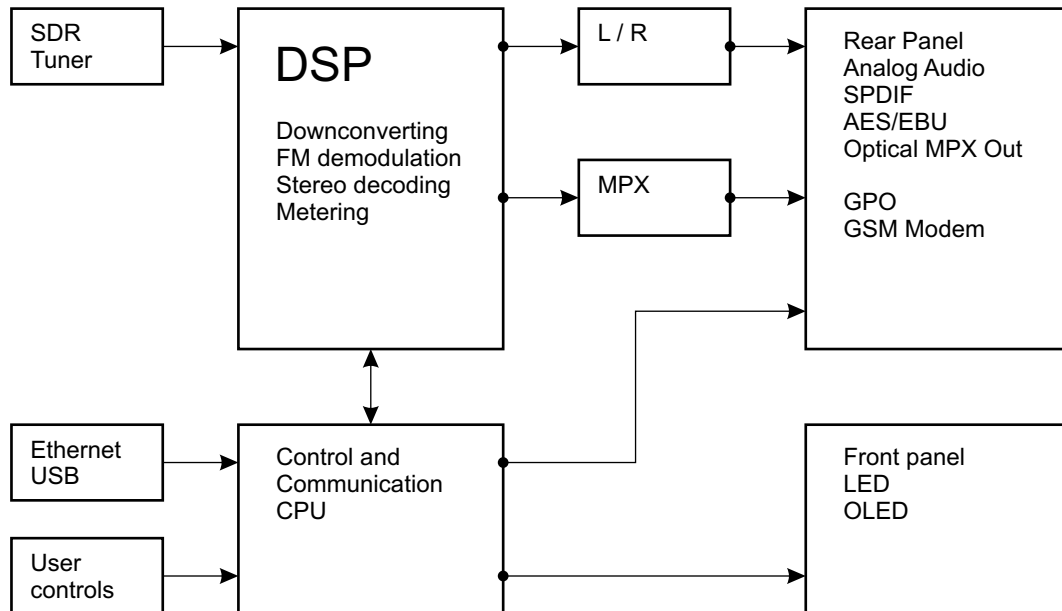 SDR
Tuner
DSP
Downconverting
FM demodulation
Stereo decoding
Metering
L / R
MPX
Rear Panel
Analog Audio
SPDIF
AES/EBU
Optical MPX Out
GPO
GSM Modem
Ethernet
USB
User
controls
Control and
Communication
CPU
Front panel
LED
OLED